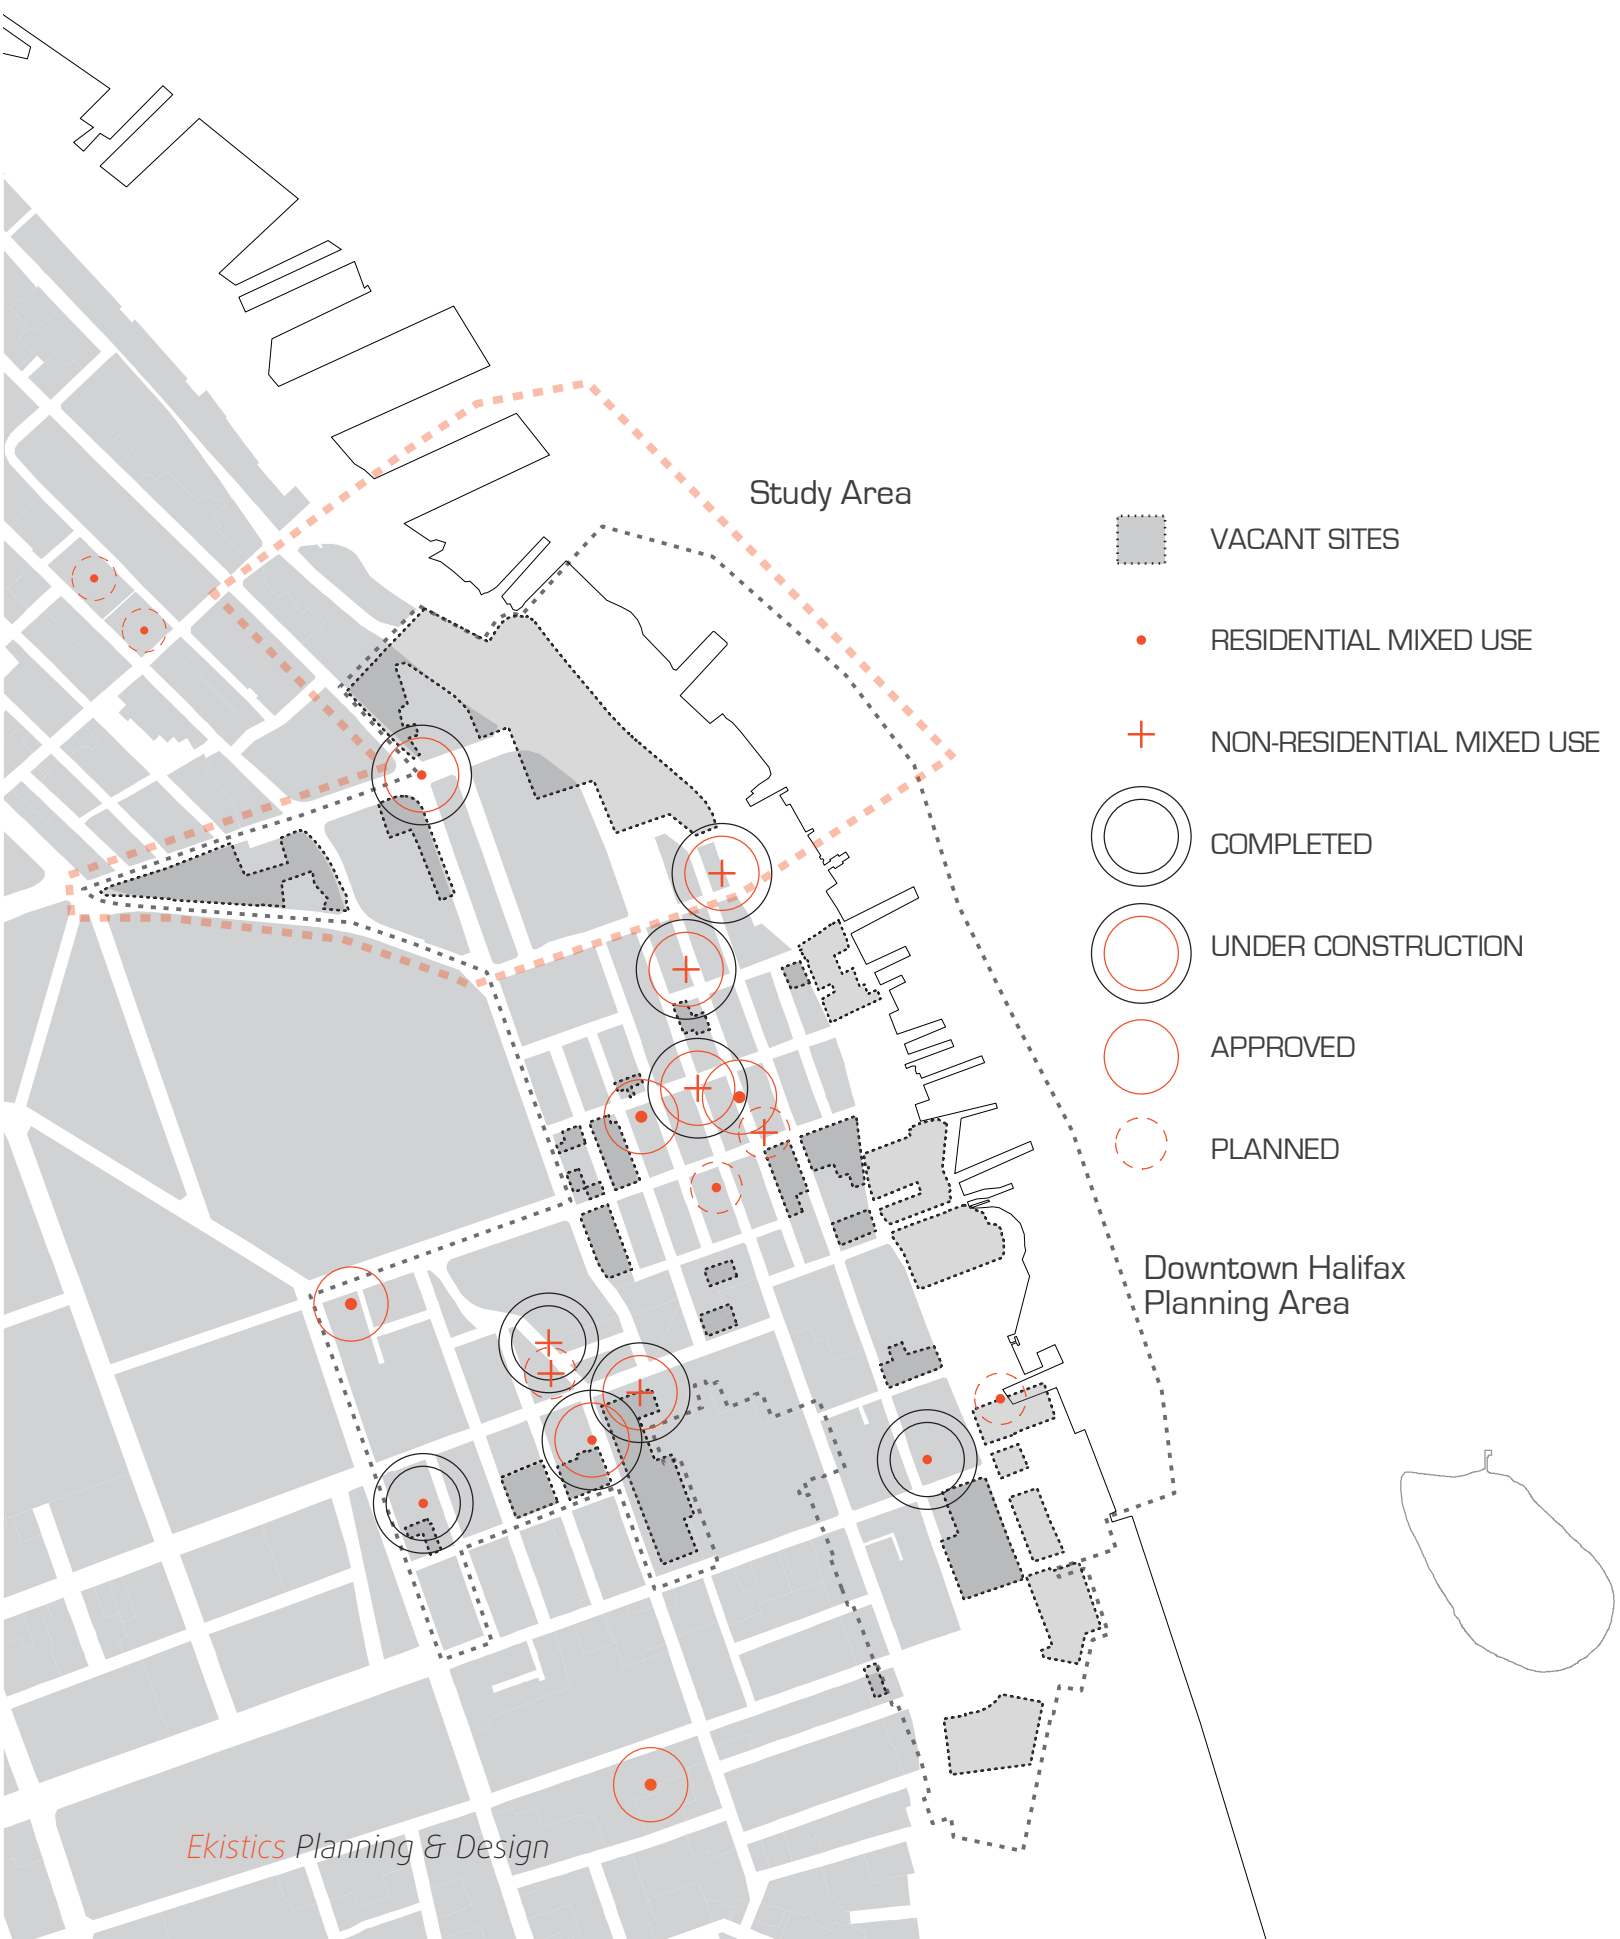 Study Area
VACANT SITES
RESIDENTIAL MIXED USE
NON-RESIDENTIAL MIXED USE
COMPLETED
UNDER CONSTRUCTION
APPROVED
PLANNED
Downtown Halifax
Planning Area
Ekistics Planning & Design